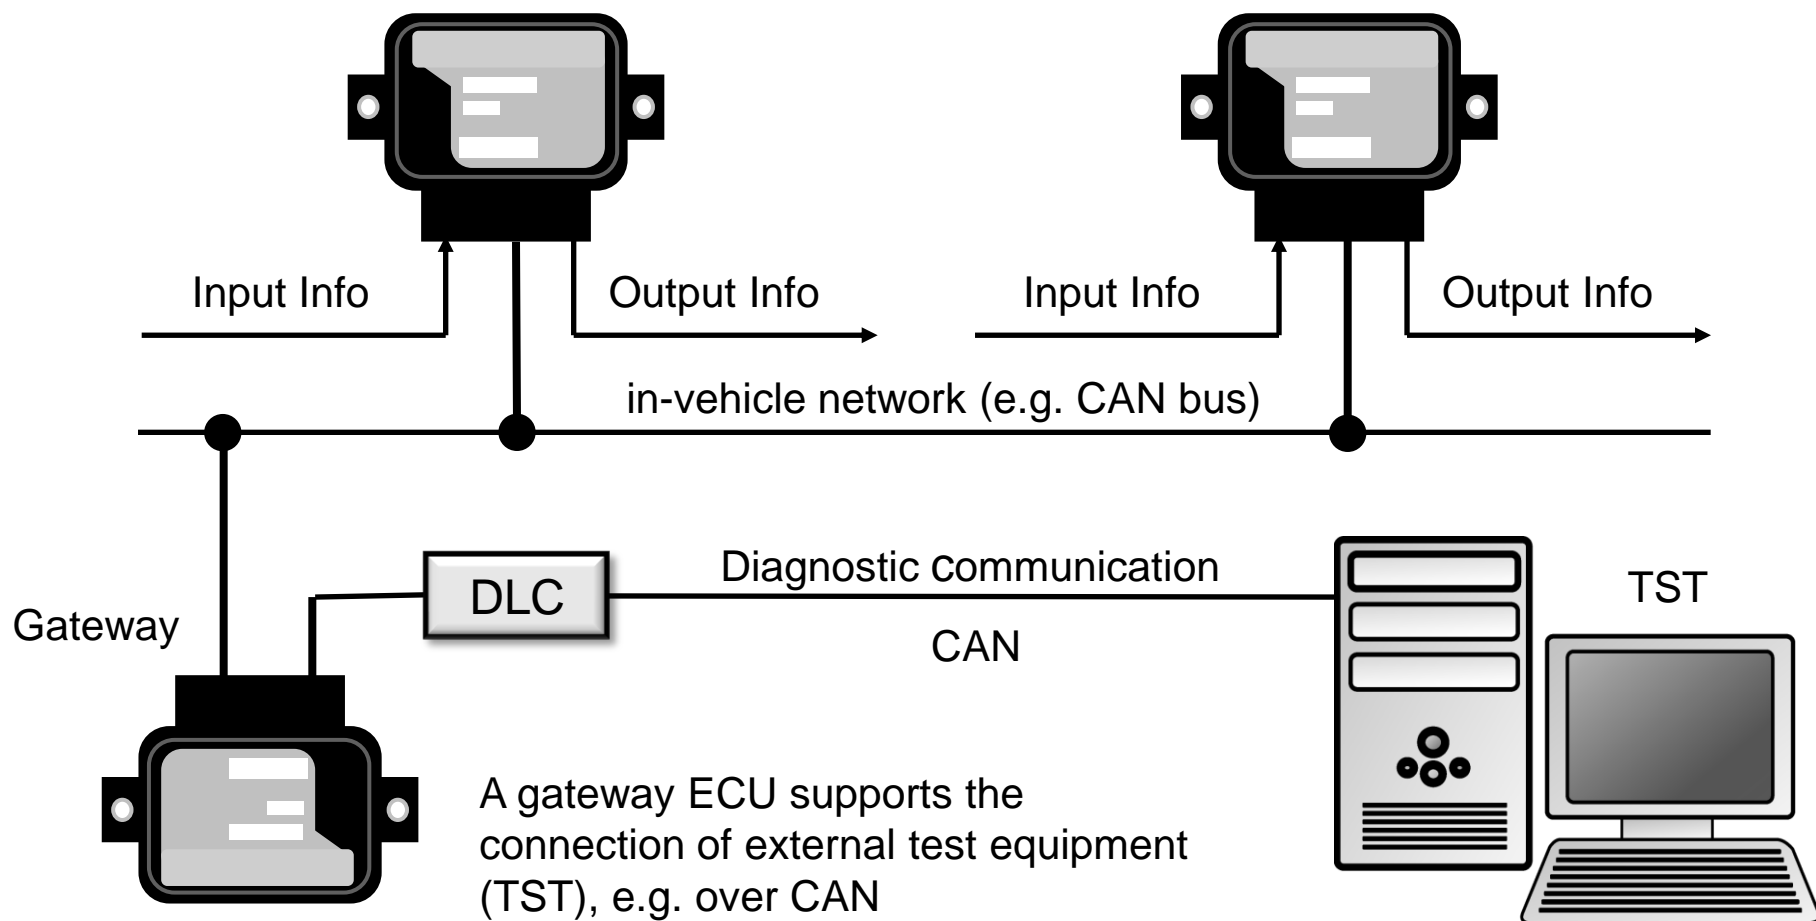 Input Info
Output Info
Input Info
Output Info
in-vehicle network (e.g. CAN bus)
Diagnostic communication
DLC
TST
Gateway
CAN
A gateway ECU supports the
connection of external test equipment
(TST), e.g. over CAN